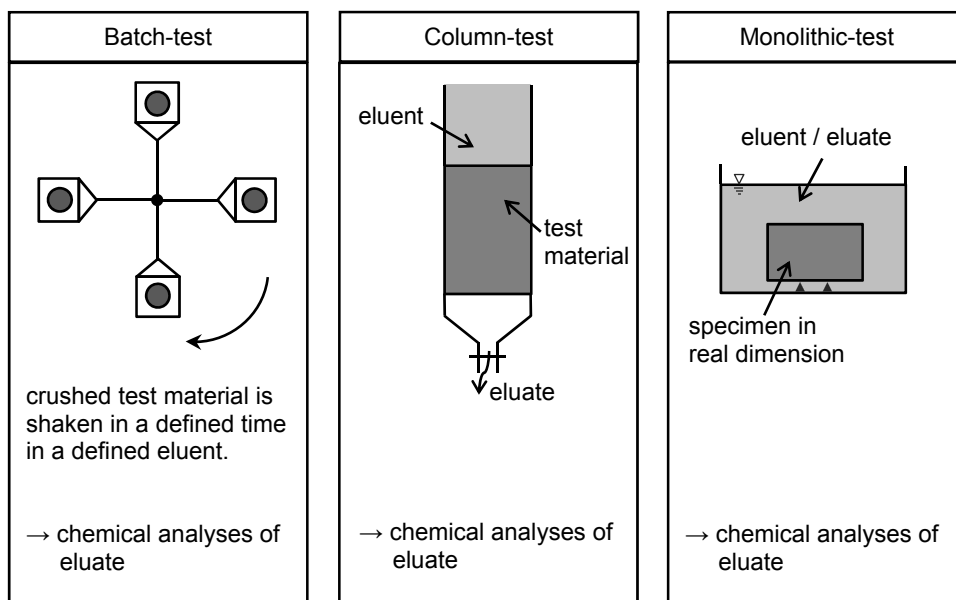 Batch-test
crushed test material is
shaken in a defined time
in a defined eluent.
→ chemical analyses of
eluate
Column-test
eluent
test
material
eluate
→ chemical analyses of
eluate
Monolithic-test
eluent / eluate
specimen in
real dimension
→ chemical analyses of
eluate